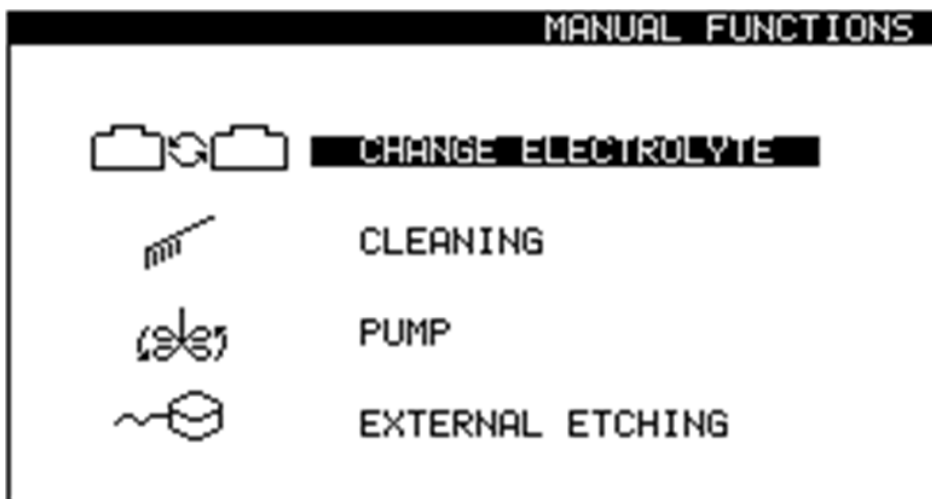 MANUAL FUNCTIONS
CHANGE ELECTROLYTE
CLEANING
PUMP
EXTERNAL ETCHING